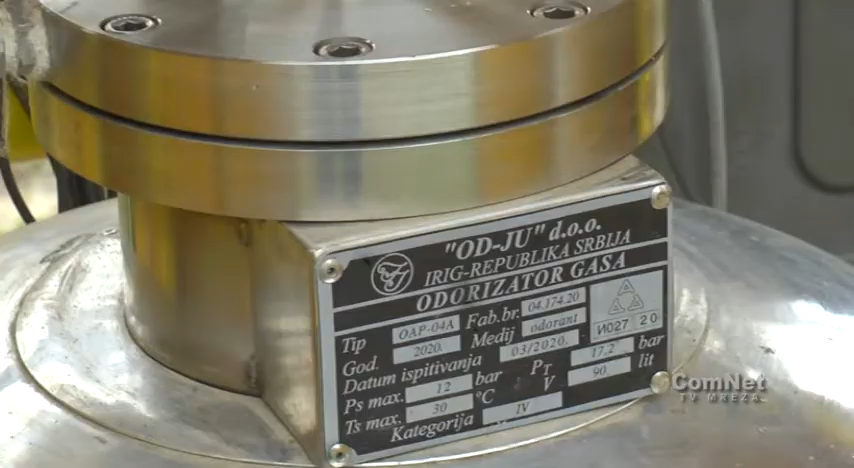 "OD-JU" d.o.o.
IRIG-REPUBLIKA SRBIJA
ODORIZATOR GASA
Tip OAP-04A Fab.br. 04.174.20
God. 2020. Medij odorant
И027 20
Datum ispitivanja 03/2020.
Ps max. 12 bar PT 17,2 bar
Ts max. 30 °C V 90 lit
Kategorija IV
ComNet
TV MREZA